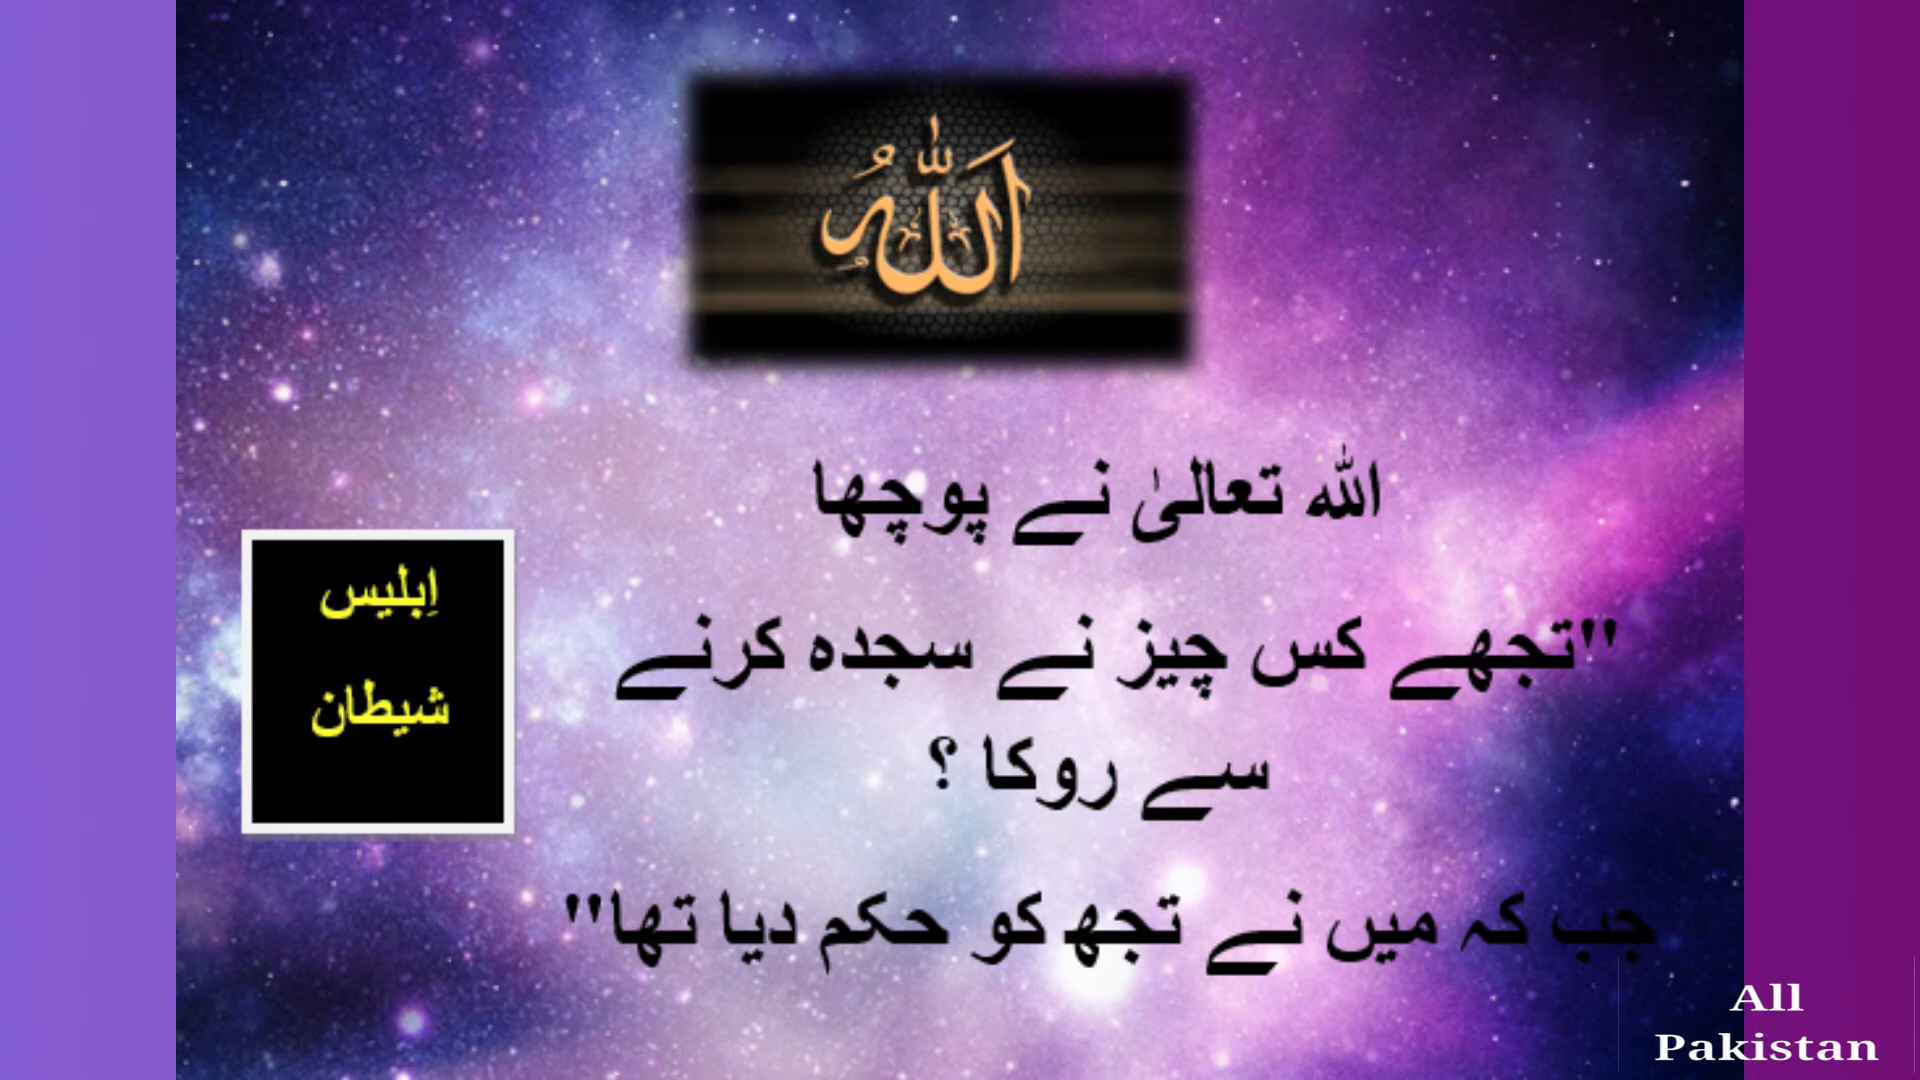 الله
الله تعالیٰ نے پوچھا
"تجھے کس چیز نے سجدہ کرنے
سے روکا ؟
جب کہ میں نے تجھ کو حکم دیا تھا"
اِبلیس
شیطان
All
Pakistan